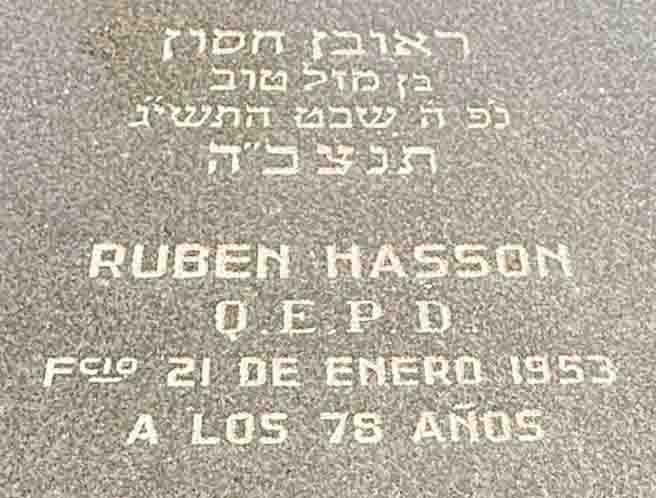 ראובן חסון
בן מזל טוב
נפ ה׳ שבט התשי״ג
תנצב״ה
RUBEN HASSON
Q.E.P.D.
Fcio 21 DE ENERO 1953
A LOS 78 AÑOS